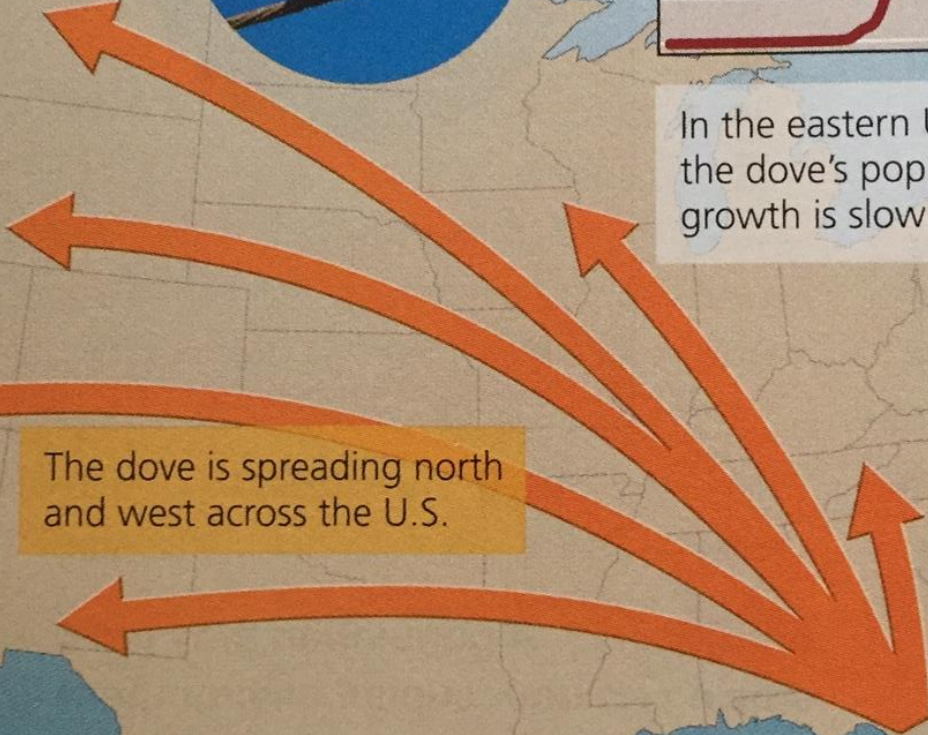 In the eastern
the dove's pop
growth is slow
The dove is spreading north
and west across the U.S.